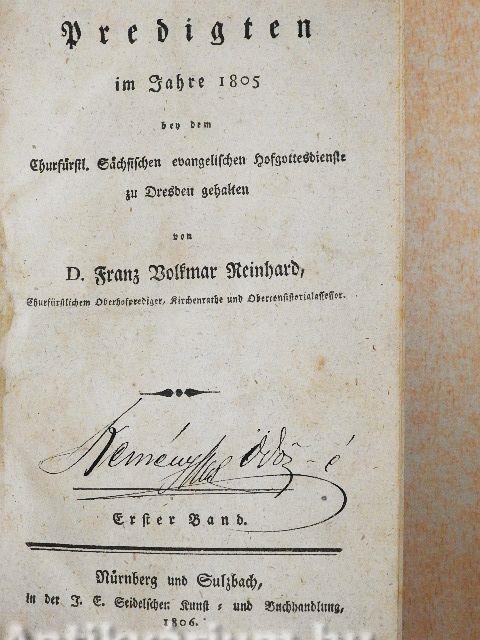 Predigten
im Jahre 1805
bey dem
Churfürstl. Sächsischen evangelischen Hofgottesdienste
zu Dresden gehalten
von
D. Franz Volkmar Reinhard,
Churfürstlichem Oberhofprediger, Kirchenrathe und Oberconsistorialassessor.
Erster Band.
Nürnberg und Sulzbach,
in der J. E. Seidelschen Kunst- und Buchhandlung,
1806.